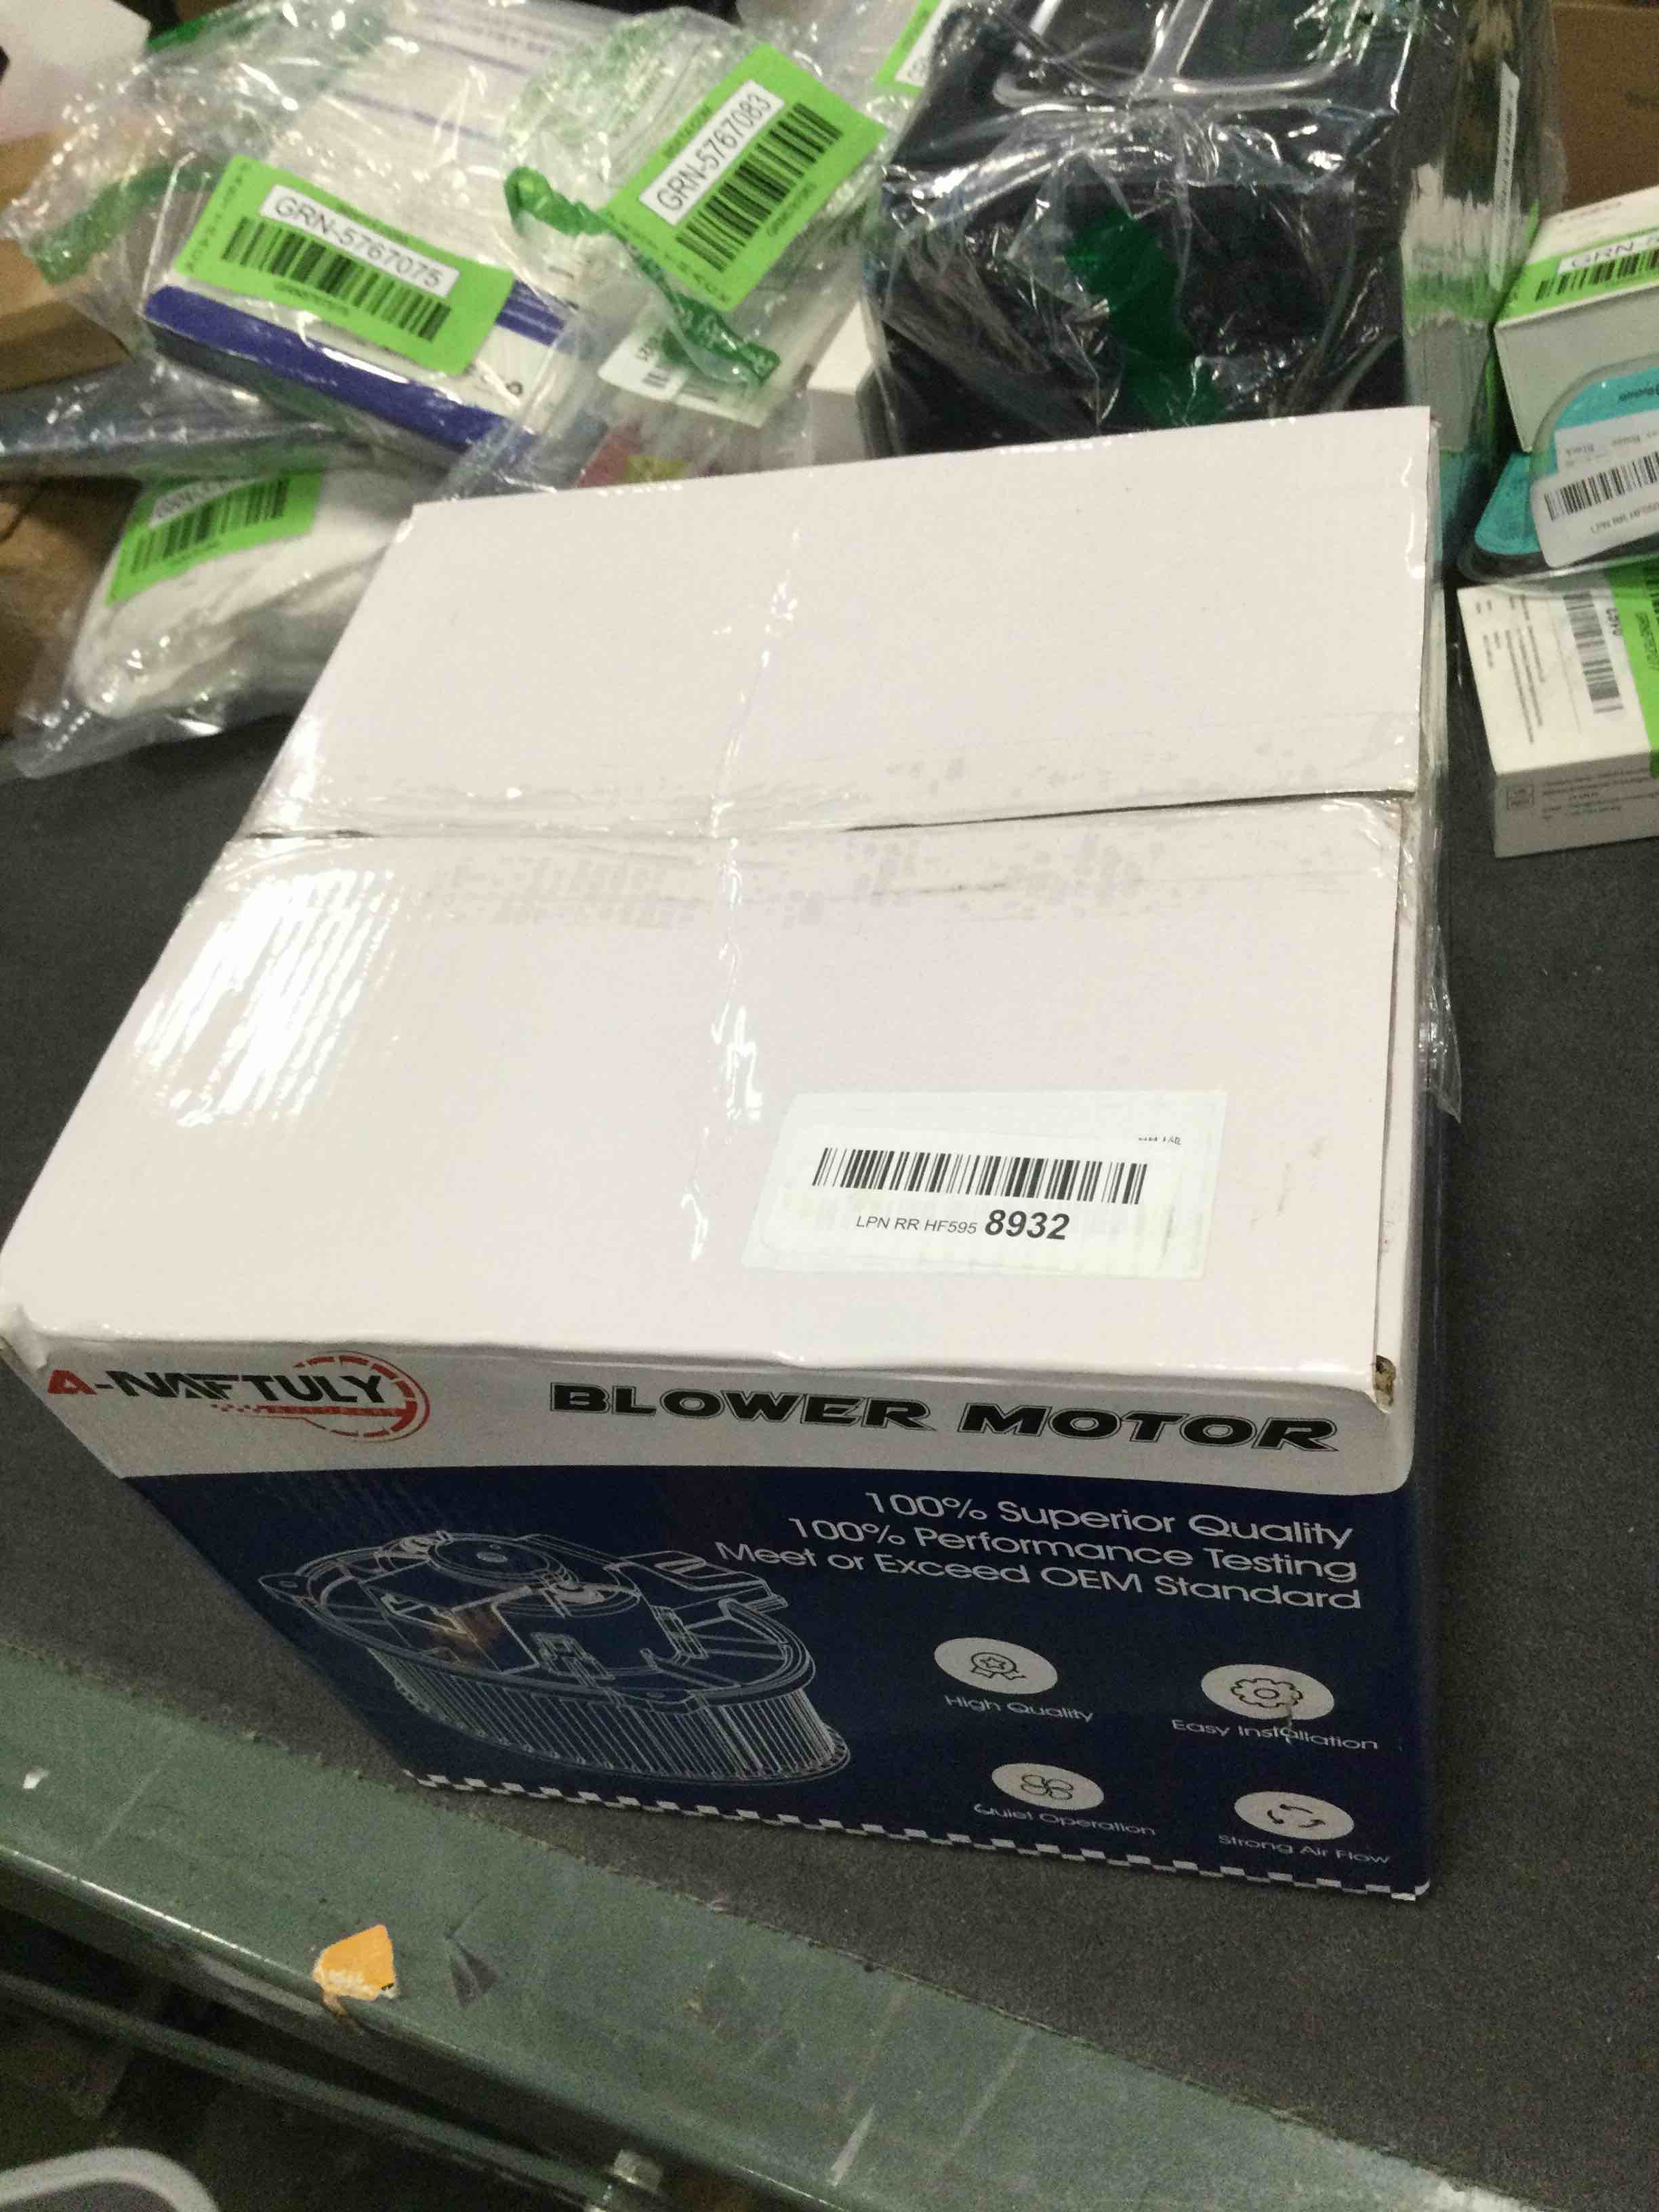 GRN-5767083
GRN-5767075
LPN RR HF595 8932
A-NAFTULY
BLOWER MOTOR
100% Superior Quality
100% Performance Testing
Meet or Exceed OEM Standard
High Quality
Easy Installation
Quiet Operation
Strong Air Flow